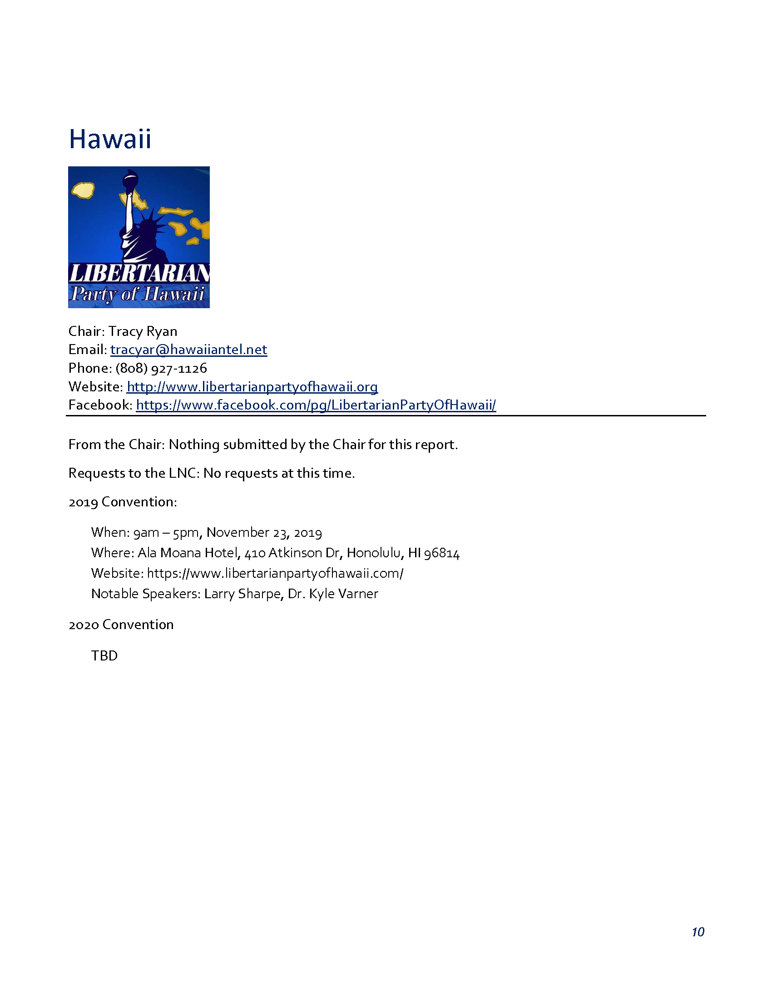 Hawaii
LIBERTARIAN
Party of Hawaii
Chair: Tracy Ryan
Email: tracyar@hawaiiantel.net
Phone: (808) 927-1126
Website: http://www.libertarianpartyofhawaii.org
Facebook: https://www.facebook.com/pg/LibertarianPartyOfHawaii/
From the Chair: Nothing submitted by the Chair for this report.
Requests to the LNC: No requests at this time.
2019 Convention:
When: 9am – 5pm, November 23, 2019
Where: Ala Moana Hotel, 410 Atkinson Dr, Honolulu, HI 96814
Website: https://www.libertarianpartyofhawaii.com/
Notable Speakers: Larry Sharpe, Dr. Kyle Varner
2020 Convention
TBD
10